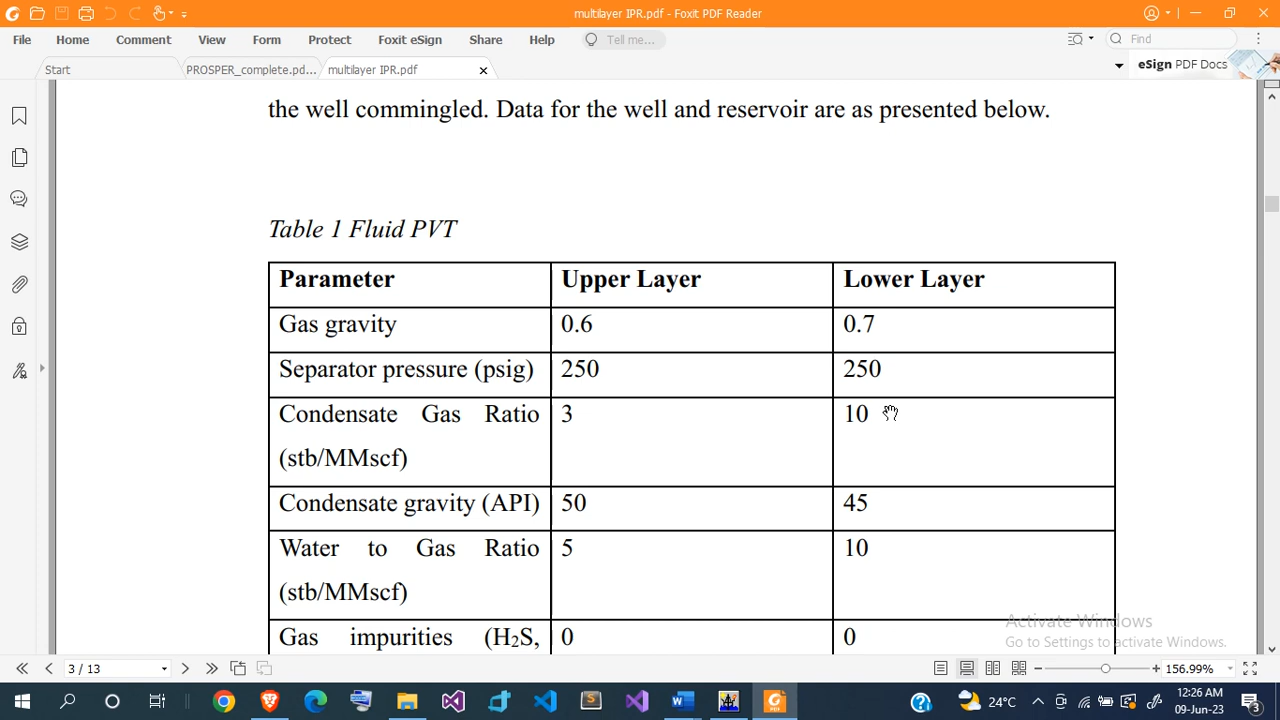 multilayer IPR.pdf - Foxit PDF Reader
File Home Comment View Form Protect Foxit eSign Share Help Tell me... Find
Start PROSPER_complete.pd... multilayer IPR.pdf eSign PDF Docs
the well commingled. Data for the well and reservoir are as presented below.
Table 1 Fluid PVT
Parameter Upper Layer Lower Layer
Gas gravity 0.6 0.7
Separator pressure (psig) 250 250
Condensate Gas Ratio 3 10
(stb/MMscf)
Condensate gravity (API) 50 45
Water to Gas Ratio 5 10
(stb/MMscf)
Gas impurities (H₂S, 0 0
Activate Windows
Go to Settings to activate Windows.
3 / 13 156.99%
24°C 12:26 AM
09-Jun-23 3